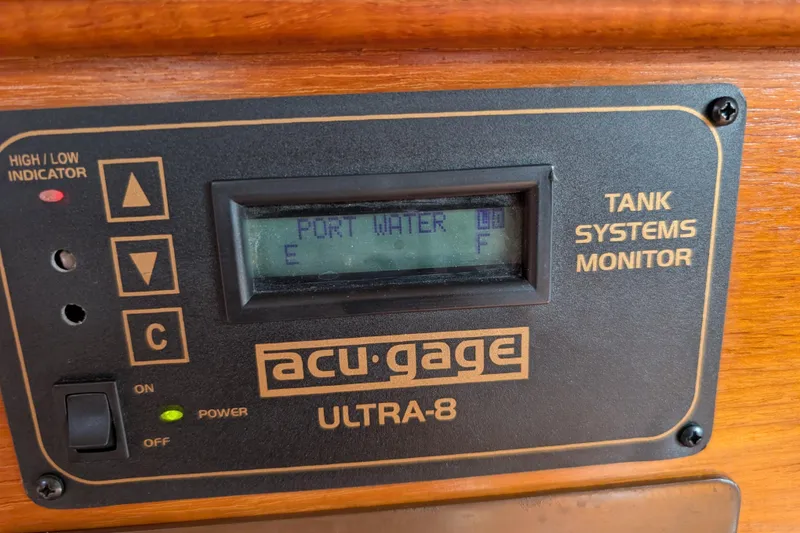 HIGH / LOW
INDICATOR
C
ON
OFF
POWER
PORT WATER
E F
acu·gage
ULTRA-8
TANK
SYSTEMS
MONITOR